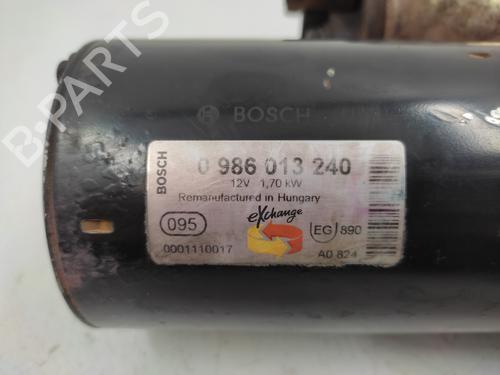 B-PARTS
BOSCH
BOSCH
0 986 013 240
12V 1,70 kW
Remanufactured in Hungary
eXchange
095
EG 890
0001110017
A0 824